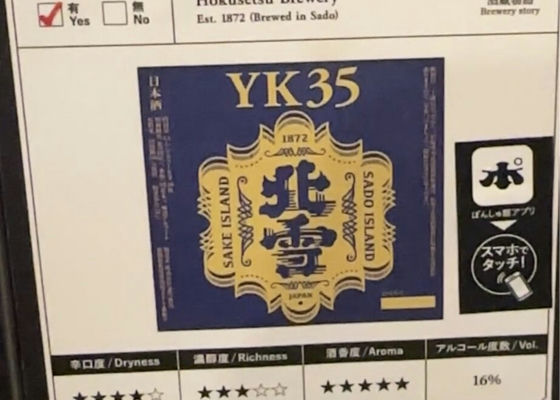 有
Yes
無
No
Hokusetsu Brewery
Est. 1872 (Brewed in Sado)
Brewery story
日本酒
YK35
1872
SAKE ISLAND
北雪
SADO ISLAND
JAPAN
ポ
ぽんしゅ館アプリ
スマホで
タッチ!
辛口度/Dryness
濃醇度/Richness
酒香度/Aroma
アルコール度数/Vol.
★★★★☆
★★★☆☆
★★★★★
16%